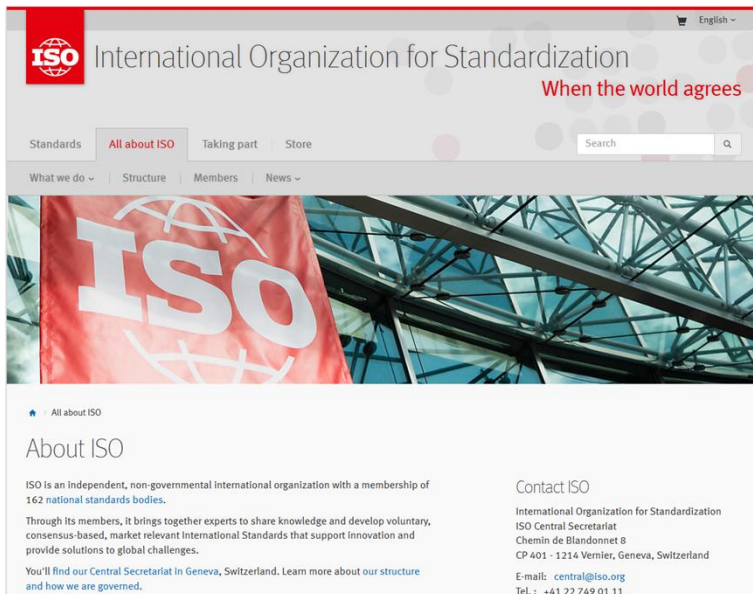 English
ISO
International Organization for Standardization
When the world agrees
Standards
All about ISO
Taking part
Store
Search
What we do
Structure
Members
News
ISO
All about ISO
About ISO
ISO is an independent, non-governmental international organization with a membership of
162 national standards bodies.
Through its members, it brings together experts to share knowledge and develop voluntary,
consensus-based, market relevant International Standards that support innovation and
provide solutions to global challenges.
You'll find our Central Secretariat in Geneva, Switzerland. Learn more about our structure
and how we are governed.
Contact ISO
International Organization for Standardization
ISO Central Secretariat
Chemin de Blandonnet 8
CP 401 - 1214 Vernier, Geneva, Switzerland
E-mail: central@iso.org
Tel. : +41 22 749 01 11